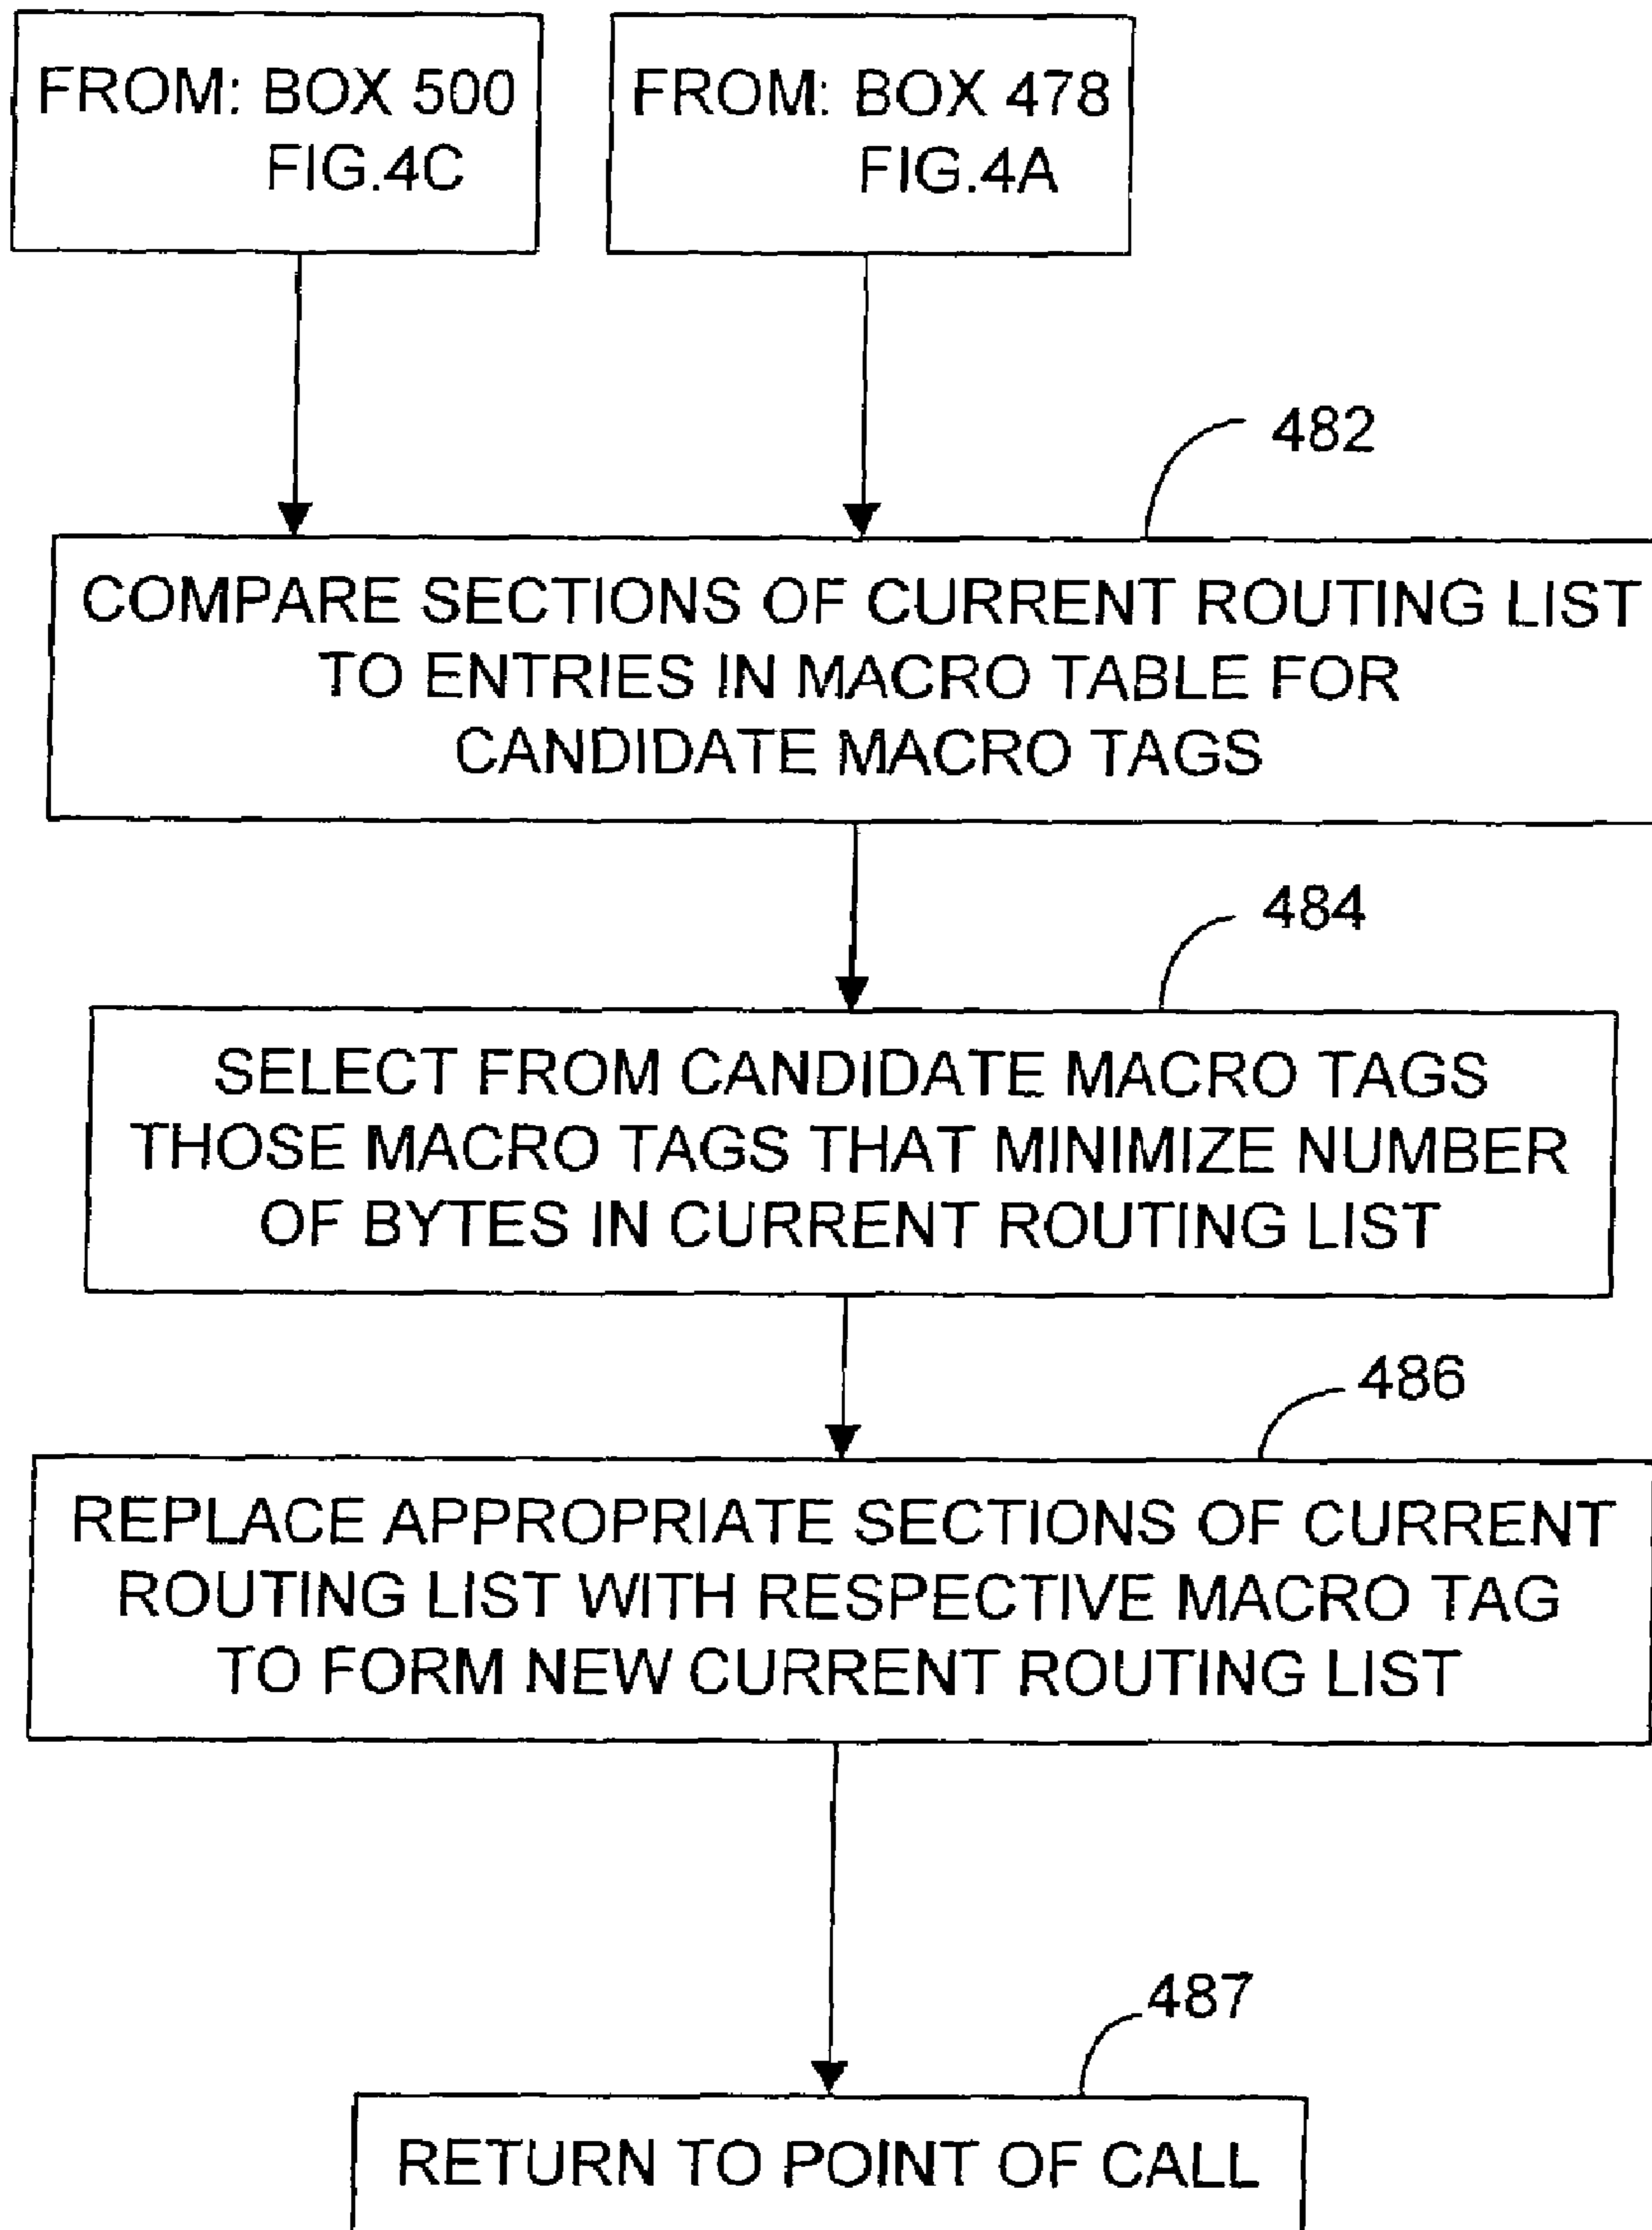 FROM: BOX 500
FIG.4C
FROM: BOX 478
FIG.4A
482
COMPARE SECTIONS OF CURRENT ROUTING LIST
TO ENTRIES IN MACRO TABLE FOR
CANDIDATE MACRO TAGS
484
SELECT FROM CANDIDATE MACRO TAGS
THOSE MACRO TAGS THAT MINIMIZE NUMBER
OF BYTES IN CURRENT ROUTING LIST
486
REPLACE APPROPRIATE SECTIONS OF CURRENT
ROUTING LIST WITH RESPECTIVE MACRO TAG
TO FORM NEW CURRENT ROUTING LIST
487
RETURN TO POINT OF CALL